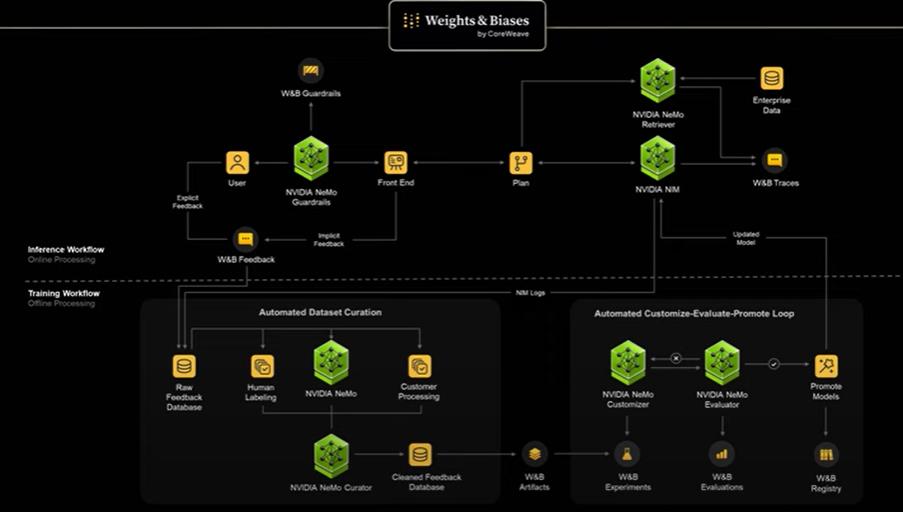 Weights & Biases
by CoreWeave
W&B Guardrails
NVIDIA NeMo
Retriever
Enterprise
Data
User
NVIDIA NeMo
Guardrails
Front End
Plan
NVIDIA NIM
W&B Traces
Explicit
Feedback
Implicit
Feedback
W&B Feedback
Updated
Model
Inference Workflow
Online Processing
Training Workflow
Offline Processing
NIM Logs
Automated Dataset Curation
Raw
Feedback
Database
Human
Labeling
NVIDIA NeMo
Customer
Processing
NVIDIA NeMo Curator
Cleaned Feedback
Database
W&B
Artifacts
Automated Customize-Evaluate-Promote Loop
NVIDIA NeMo
Customizer
NVIDIA NeMo
Evaluator
Promote
Models
W&B
Experiments
W&B
Evaluations
W&B
Registry